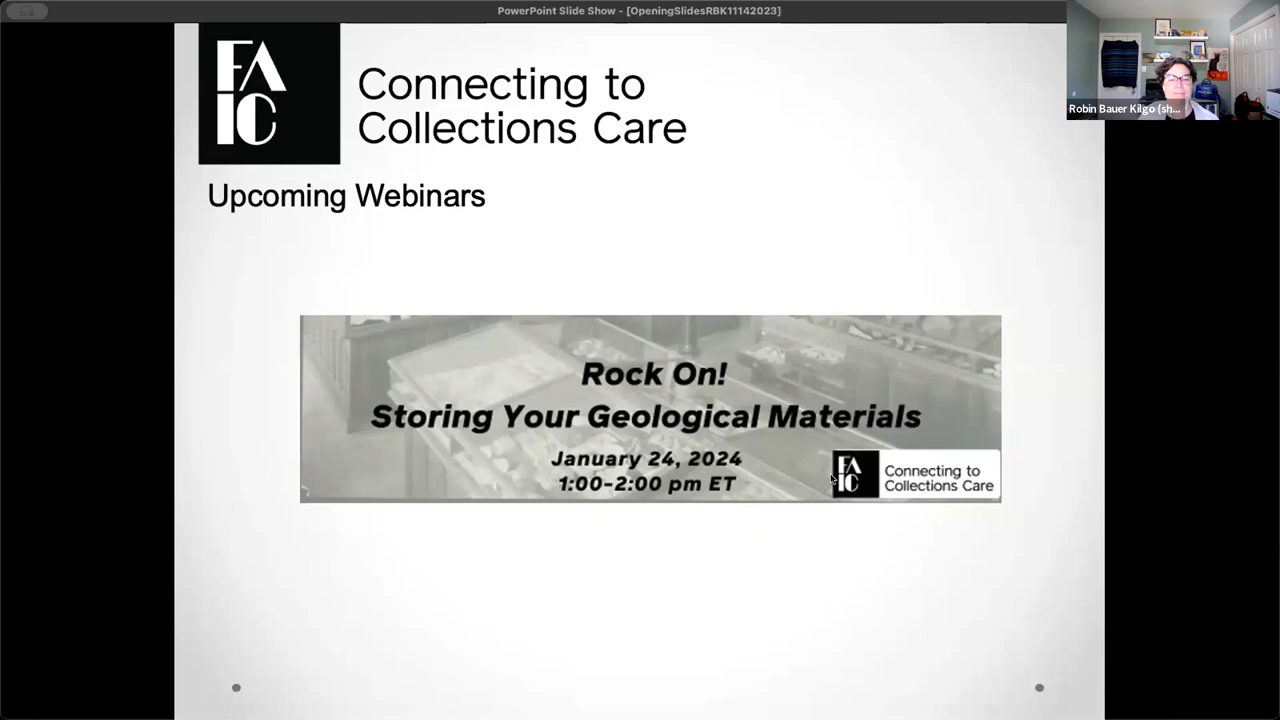 PowerPoint Slide Show - [OpeningSlidesRBK11142023]
FA
IC
Connecting to
Collections Care
Robin Bauer Kilgo (sh...
Upcoming Webinars
Rock On!
Storing Your Geological Materials
January 24, 2024
1:00-2:00 pm ET
FA
IC
Connecting to
Collections Care